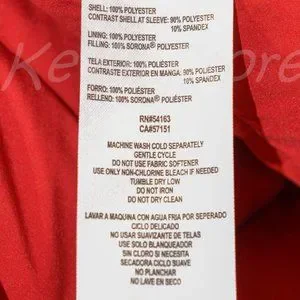 SHELL: 100% POLYESTER
CONTRAST SHELL AT SLEEVE: 90% POLYESTER
10% SPANDEX
LINING: 100% POLYESTER
FILLING: 100% SORONA® POLYESTER
TELA EXTERIOR: 100% POLIÉSTER
CONTRASTE EXTERIOR EN MANGA: 90% POLIÉSTER
10% SPANDEX
FORRO: 100% POLIÉSTER
RELLENO: 100% SORONA® POLIÉSTER
RN#54163
CA#57151
MACHINE WASH COLD SEPARATELY
GENTLE CYCLE
DO NOT USE FABRIC SOFTENER
USE ONLY NON-CHLORINE BLEACH IF NEEDED
TUMBLE DRY LOW
DO NOT IRON
DO NOT DRY CLEAN
LAVAR A MAQUINA CON AGUA FRIA POR SEPERADO
CICLO DELICADO
NO USAR SUAVIZANTE DE TALAS
USE SOLO BLANQUEADOR
SIN CLORO SI NECESITA
SECADORA CICLO SUAVE
NO PLANCHAR
NO LAVE EN SECO